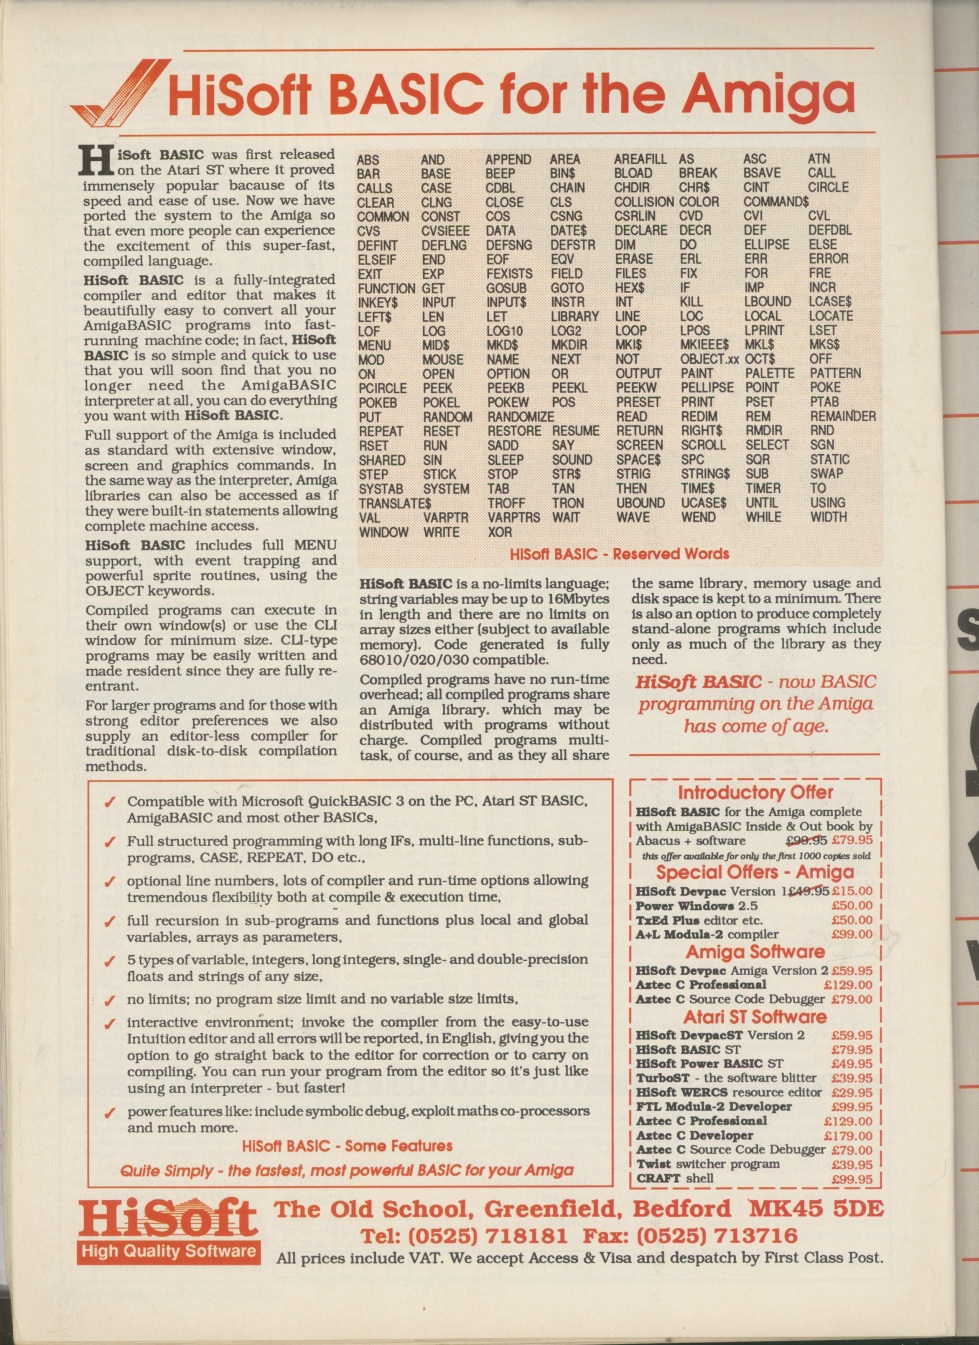 HiSoft BASIC for the Amiga
HiSoft BASIC was first released
on the Atari ST where it proved
immensely popular bacause of its
speed and ease of use. Now we have
ported the system to the Amiga so
that even more people can experience
the excitement of this super-fast,
compiled language.
HiSoft BASIC is a fully-integrated
compiler and editor that makes it
beautifully easy to convert all your
AmigaBASIC programs into fast-
running machine code; in fact, HiSoft
BASIC is so simple and quick to use
that you will soon find that you no
longer need the AmigaBASIC
interpreter at all, you can do everything
you want with HiSoft BASIC.
Full support of the Amiga is included
as standard with extensive window,
screen and graphics commands. In
the same way as the interpreter, Amiga
libraries can also be accessed as if
they were built-in statements allowing
complete machine access.
HiSoft BASIC includes full MENU
support, with event trapping and
powerful sprite routines, using the
OBJECT keywords.
Compiled programs can execute in
their own window(s) or use the CLI
window for minimum size. CLI-type
programs may be easily written and
made resident since they are fully re-
entrant.
For larger programs and for those with
strong editor preferences we also
supply an editor-less compiler for
traditional disk-to-disk compilation
methods.
ABS AND APPEND AREA AREAFILL AS ASC ATN
BAR BASE BEEP BIN$ BLOAD BREAK BSAVE CALL
CALLS CASE CDBL CHAIN CHDIR CHR$ CINT CIRCLE
CLEAR CLNG CLOSE CLS COLLISION COLOR COMMAND$
COMMON CONST COS CSNG CSRLIN CVD CVI CVL
CVS CVSIEEE DATA DATE$ DECLARE DECR DEF DEFDBL
DEFINT DEFLNG DEFSNG DEFSTR DIM DO ELLIPSE ELSE
ELSEIF END EOF EQV ERASE ERL ERR ERROR
EXIT EXP FEXISTS FIELD FILES FIX FOR FRE
FUNCTION GET GOSUB GOTO HEX$ IF IMP INCR
INKEY$ INPUT INPUT$ INSTR INT KILL LBOUND LCASE$
LEFT$ LEN LET LIBRARY LINE LOC LOCAL LOCATE
LOF LOG LOG10 LOG2 LOOP LPOS LPRINT LSET
MENU MID$ MKD$ MKDIR MKI$ MKIEEE$ MKL$ MKS$
MOD MOUSE NAME NEXT NOT OBJECT.xx OCT$ OFF
ON OPEN OPTION OR OUTPUT PAINT PALETTE PATTERN
PCIRCLE PEEK PEEKB PEEKL PEEKW PELLIPSE POINT POKE
POKEB POKEL POKEW POS PRESET PRINT PSET PTAB
PUT RANDOM RANDOMIZE READ REDIM REM REMAINDER
REPEAT RESET RESTORE RESUME RETURN RIGHT$ RMDIR RND
RSET RUN SADD SAY SCREEN SCROLL SELECT SGN
SHARED SIN SLEEP SOUND SPACE$ SPC SQR STATIC
STEP STICK STOP STR$ STRIG STRING$ SUB SWAP
SYSTAB SYSTEM TAB TAN THEN TIME$ TIMER TO
TRANSLATE$ TROFF TRON UBOUND UCASE$ UNTIL USING
VAL VARPTR VARPTRS WAIT WAVE WEND WHILE WIDTH
WINDOW WRITE XOR
HISoft BASIC - Reserved Words
HiSoft BASIC is a no-limits language;
string variables may be up to 16Mbytes
in length and there are no limits on
array sizes either (subject to available
memory). Code generated is fully
68010/020/030 compatible.
Compiled programs have no run-time
overhead; all compiled programs share
an Amiga library. which may be
distributed with programs without
charge. Compiled programs multi-
task, of course, and as they all share
the same library, memory usage and
disk space is kept to a minimum. There
is also an option to produce completely
stand-alone programs which include
only as much of the library as they
need.
HiSoft BASIC - now BASIC
programming on the Amiga
has come of age.
✓ Compatible with Microsoft QuickBASIC 3 on the PC, Atari ST BASIC,
AmigaBASIC and most other BASICs,
✓ Full structured programming with long IFs, multi-line functions, sub-
programs, CASE, REPEAT, DO etc.,
✓ optional line numbers, lots of compiler and run-time options allowing
tremendous flexibility both at compile & execution time,
✓ full recursion in sub-programs and functions plus local and global
variables, arrays as parameters,
✓ 5 types of variable, integers, long integers, single- and double-precision
floats and strings of any size,
✓ no limits; no program size limit and no variable size limits,
✓ interactive environment; invoke the compiler from the easy-to-use
Intuition editor and all errors will be reported, in English, giving you the
option to go straight back to the editor for correction or to carry on
compiling. You can run your program from the editor so it's just like
using an interpreter - but faster!
✓ power features like: include symbolic debug, exploit maths co-processors
and much more.
HiSoft BASIC - Some Features
Quite Simply - the fastest, most powerful BASIC for your Amiga
Introductory Offer
HiSoft BASIC for the Amiga complete
with AmigaBASIC Inside & Out book by
Abacus + software £99.95 £79.95
this offer available for only the first 1000 copies sold
Special Offers - Amiga
HiSoft Devpac Version 1 £49.95 £15.00
Power Windows 2.5 £50.00
TxEd Plus editor etc. £50.00
A+L Modula-2 compiler £99.00
Amiga Software
HiSoft Devpac Amiga Version 2 £59.95
Aztec C Professional £129.00
Aztec C Source Code Debugger £79.00
Atari ST Software
HiSoft DevpacST Version 2 £59.95
HiSoft BASIC ST £79.95
HiSoft Power BASIC ST £49.95
TurboST - the software blitter £39.95
HiSoft WERCS resource editor £29.95
FTL Modula-2 Developer £99.95
Aztec C Professional £129.00
Aztec C Developer £179.00
Aztec C Source Code Debugger £79.00
Twist switcher program £39.95
CRAFT shell £99.95
HiSoft
High Quality Software
The Old School, Greenfield, Bedford MK45 5DE
Tel: (0525) 718181 Fax: (0525) 713716
All prices include VAT. We accept Access & Visa and despatch by First Class Post.